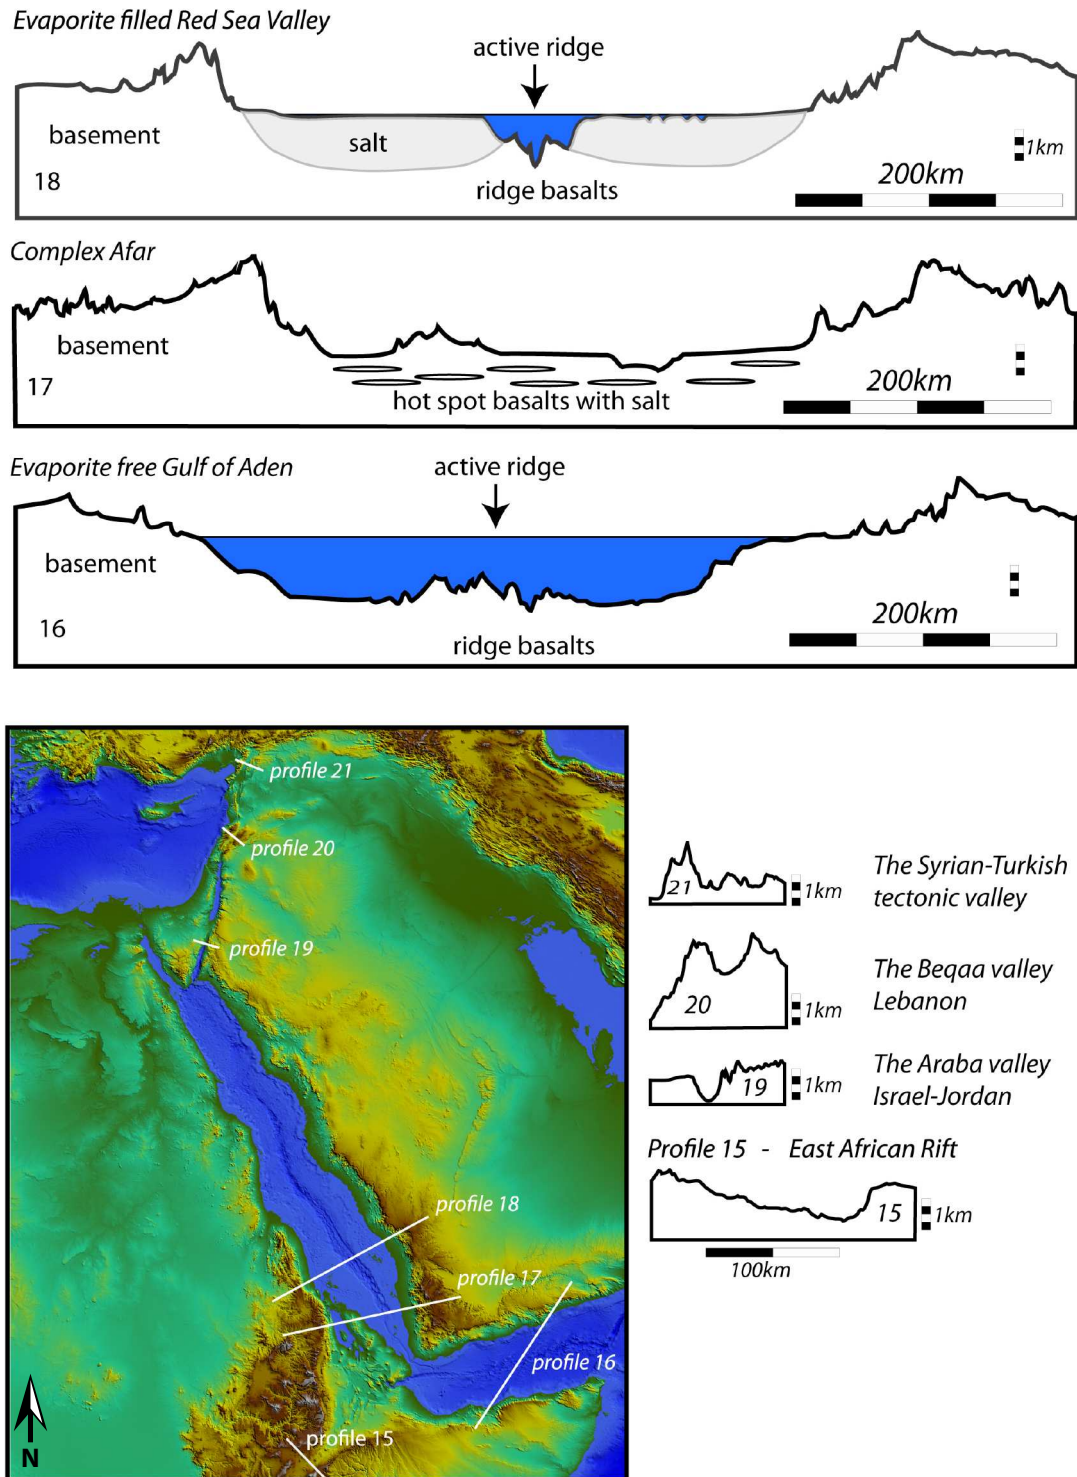 Evaporite filled Red Sea Valley
active ridge
basement
salt
1km
18
ridge basalts
200km
Complex Afar
basement
17
200km
hot spot basalts with salt
Evaporite free Gulf of Aden
active ridge
basement
16
200km
ridge basalts
profile 21
profile 20
profile 19
profile 18
profile 17
profile 16
profile 15
N
21
1km
The Syrian-Turkish
tectonic valley
20
1km
The Beqaa valley
Lebanon
19
1km
The Araba valley
Israel-Jordan
Profile 15 - East African Rift
15
1km
100km